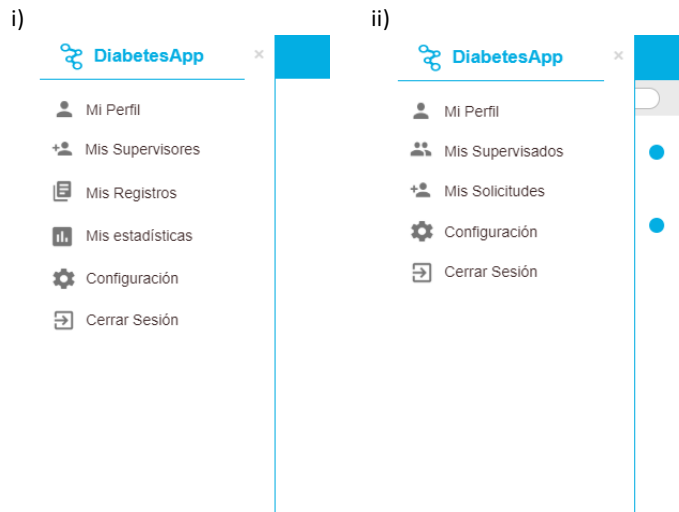 i)
DiabetesApp ×
Mi Perfil
Mis Supervisores
Mis Registros
Mis estadísticas
Configuración
Cerrar Sesión
ii)
DiabetesApp ×
Mi Perfil
Mis Supervisados
Mis Solicitudes
Configuración
Cerrar Sesión